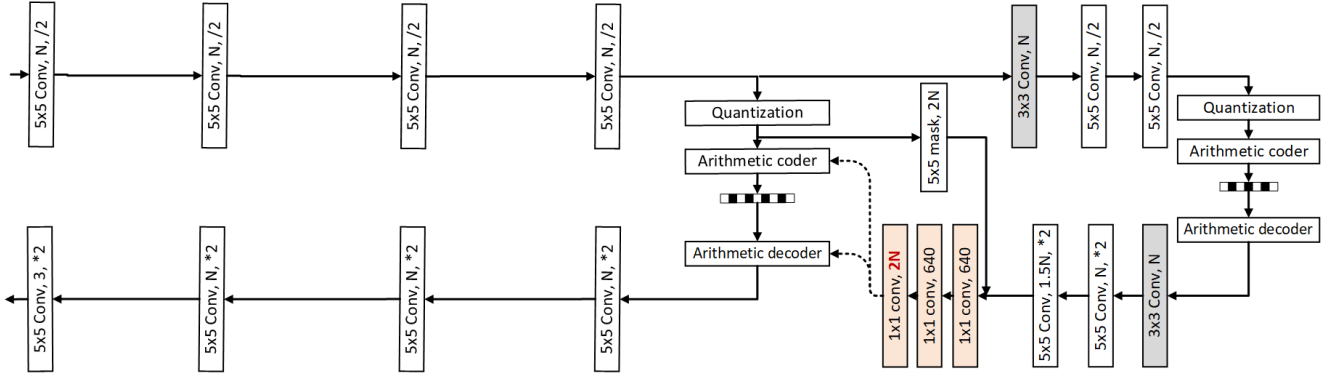 5x5 Conv, N, /2
5x5 Conv, N, /2
5x5 Conv, N, /2
5x5 Conv, N, /2
3x3 Conv, N
5x5 Conv, N, /2
5x5 Conv, N, /2
Quantization
Arithmetic coder
Arithmetic decoder
5x5 mask, 2N
Quantization
Arithmetic coder
Arithmetic decoder
5x5 Conv, 3, *2
5x5 Conv, N, *2
5x5 Conv, N, *2
5x5 Conv, N, *2
1x1 conv, 2N
1x1 conv, 640
1x1 conv, 640
5x5 Conv, 1.5N, *2
5x5 Conv, N, *2
3x3 Conv, N